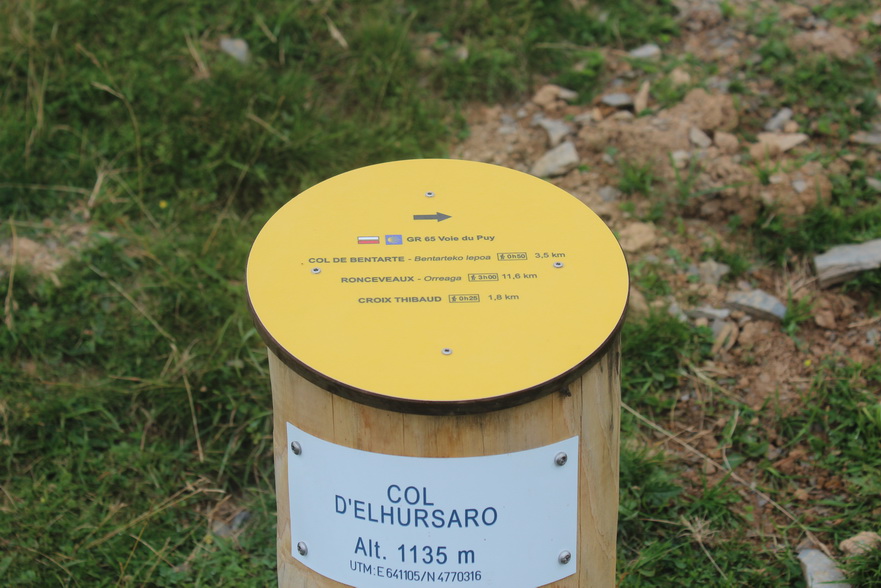 GR 65 Voie du Puy
COL DE BENTARTE - Bentarteko lepoa 0h50 3,5 km
RONCEVEAUX - Orreaga 3h00 11,6 km
CROIX THIBAUD 0h25 1,8 km
COL
D'ELHURSARO
Alt. 1135 m
UTM: E 641105/N 4770316